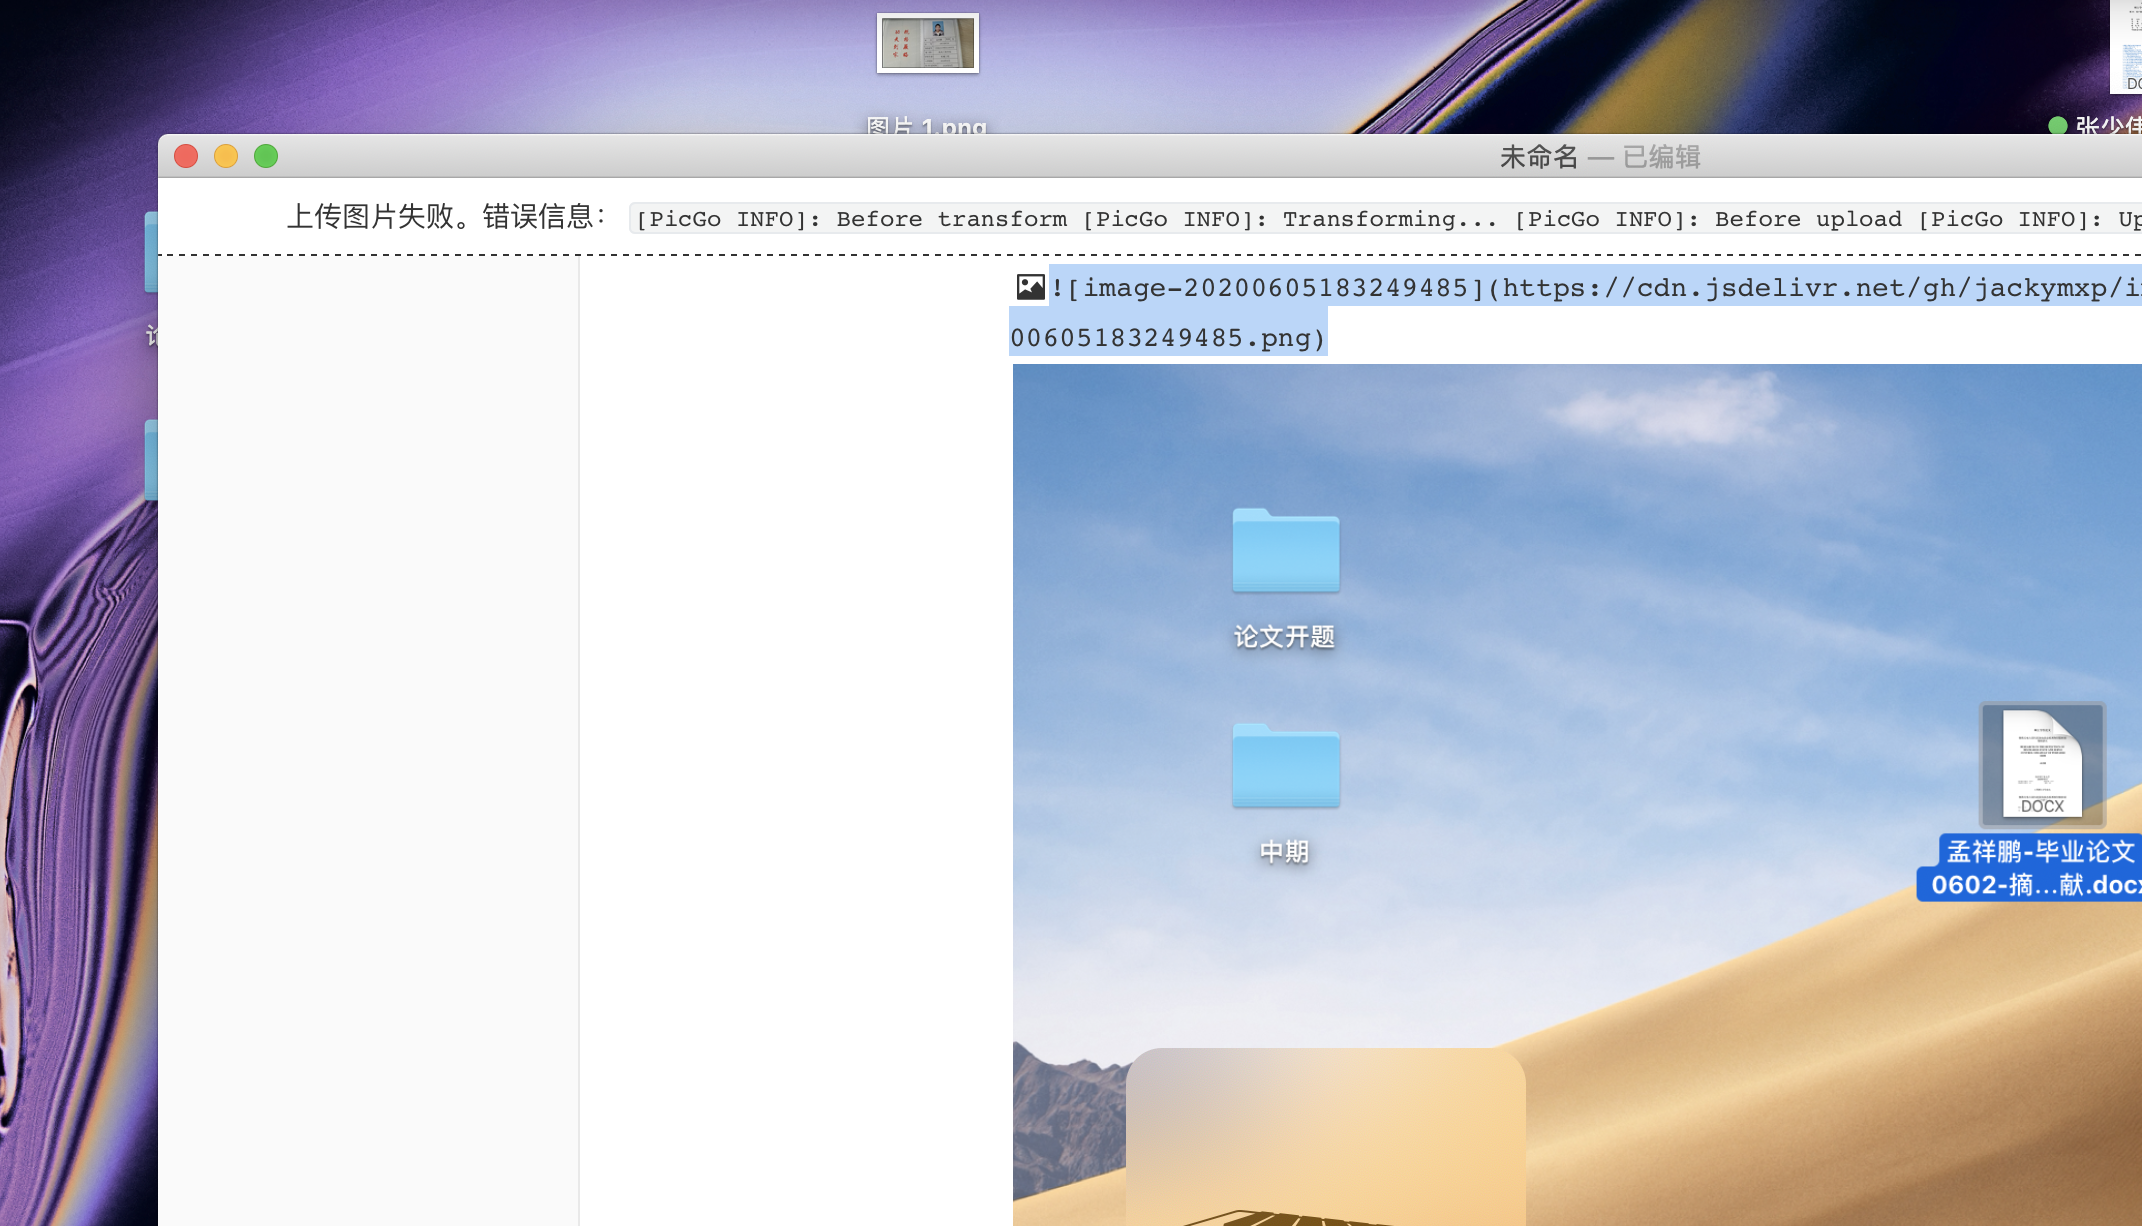 图片 1.png
张少伟
未命名 — 已编辑
上传图片失败。错误信息： [PicGo INFO]: Before transform [PicGo INFO]: Transforming... [PicGo INFO]: Before upload [PicGo INFO]: Up
![image-20200605183249485](https://cdn.jsdelivr.net/gh/jackymxp/i
00605183249485.png)
论文开题
中期
DOCX
孟祥鹏-毕业论文
0602-摘...献.docx